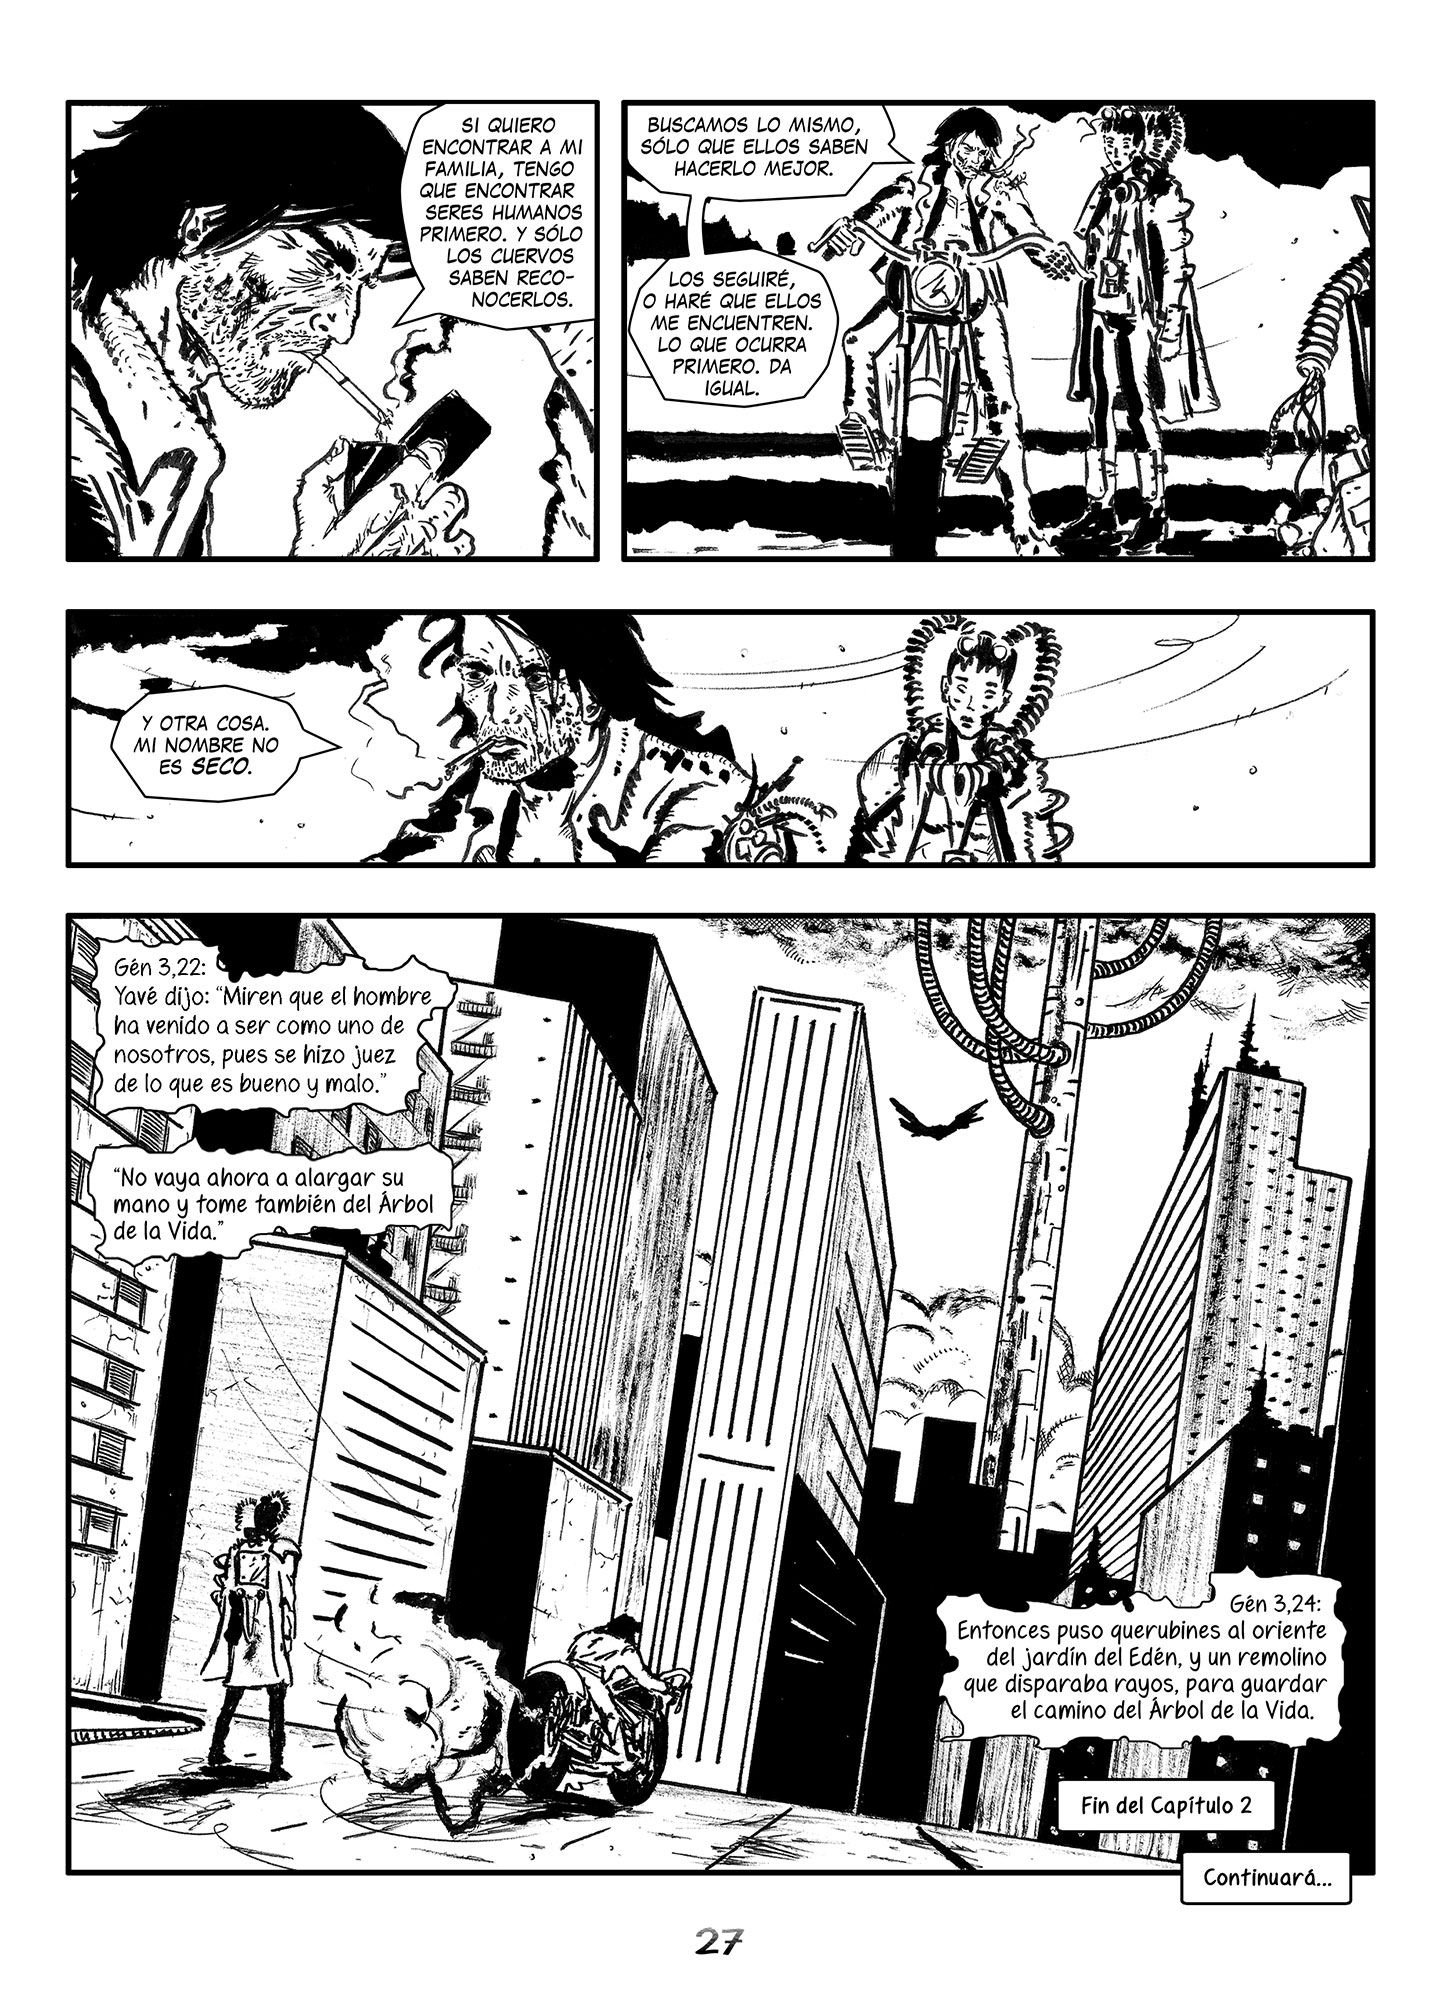 SI QUIERO
ENCONTRAR A MI
FAMILIA, TENGO
QUE ENCONTRAR
SERES HUMANOS
PRIMERO. Y SÓLO
LOS CUERVOS
SABEN RECO-
NOCERLOS.
BUSCAMOS LO MISMO,
SÓLO QUE ELLOS SABEN
HACERLO MEJOR.
LOS SEGUIRÉ,
O HARÉ QUE ELLOS
ME ENCUENTREN.
LO QUE OCURRA
PRIMERO. DA
IGUAL.
Y OTRA COSA.
MI NOMBRE NO
ES SECO.
Gén 3,22:
Yavé dijo: “Miren que el hombre
ha venido a ser como uno de
nosotros, pues se hizo juez
de lo que es bueno y malo.”
“No vaya ahora a alargar su
mano y tome también del Árbol
de la Vida.”
Gén 3,24:
Entonces puso querubines al oriente
del jardín del Edén, y un remolino
que disparaba rayos, para guardar
el camino del Árbol de la Vida.
Fin del Capítulo 2
Continuará...
27